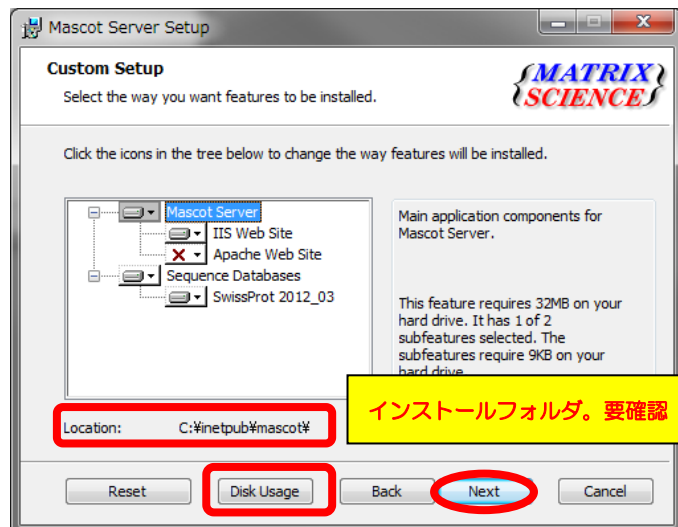 Mascot Server Setup
Custom Setup
Select the way you want features to be installed.
MATRIX
SCIENCE
Click the icons in the tree below to change the way features will be installed.
Mascot Server
IIS Web Site
Apache Web Site
Sequence Databases
SwissProt 2012_03
Main application components for
Mascot Server.
This feature requires 32MB on your
hard drive. It has 1 of 2
subfeatures selected. The
subfeatures require 9KB on your
hard drive.
インストールフォルダ。要確認
Location: C:¥inetpub¥mascot¥
Reset Disk Usage Back Next Cancel